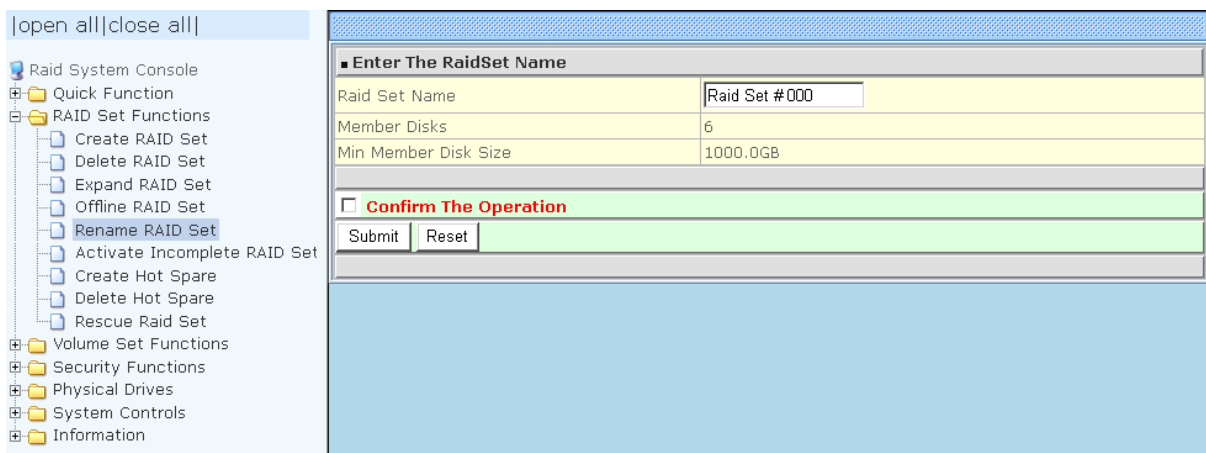 |open all|close all|
Raid System Console
Quick Function
RAID Set Functions
Create RAID Set
Delete RAID Set
Expand RAID Set
Offline RAID Set
Rename RAID Set
Activate Incomplete RAID Set
Create Hot Spare
Delete Hot Spare
Rescue Raid Set
Volume Set Functions
Security Functions
Physical Drives
System Controls
Information
Enter The RaidSet Name
Raid Set Name Raid Set #000
Member Disks 6
Min Member Disk Size 1000.0GB
Confirm The Operation
Submit Reset